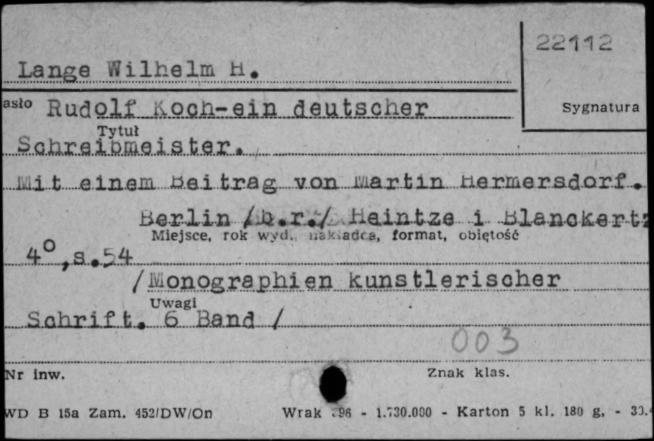 22112
Lange Wilhelm H.
asło Rudolf Koch-ein deutscher
Sygnatura
Tytuł
Schreibmeister.
Mit einem Beitrag von Martin Hermersdorf.
Berlin /b.r./ Heintze i Blanckertz
Miejsce, rok wyd., nakładca, format, objętość
4°, s.54
/Monographien kunstlerischer
Uwagi
Schrift. 6 Band /
003
Nr inw.
Znak klas.
WD B 15a Zam. 452/DW/On Wrak 96 - 1.730.000 - Karton 5 kl. 180 g. -